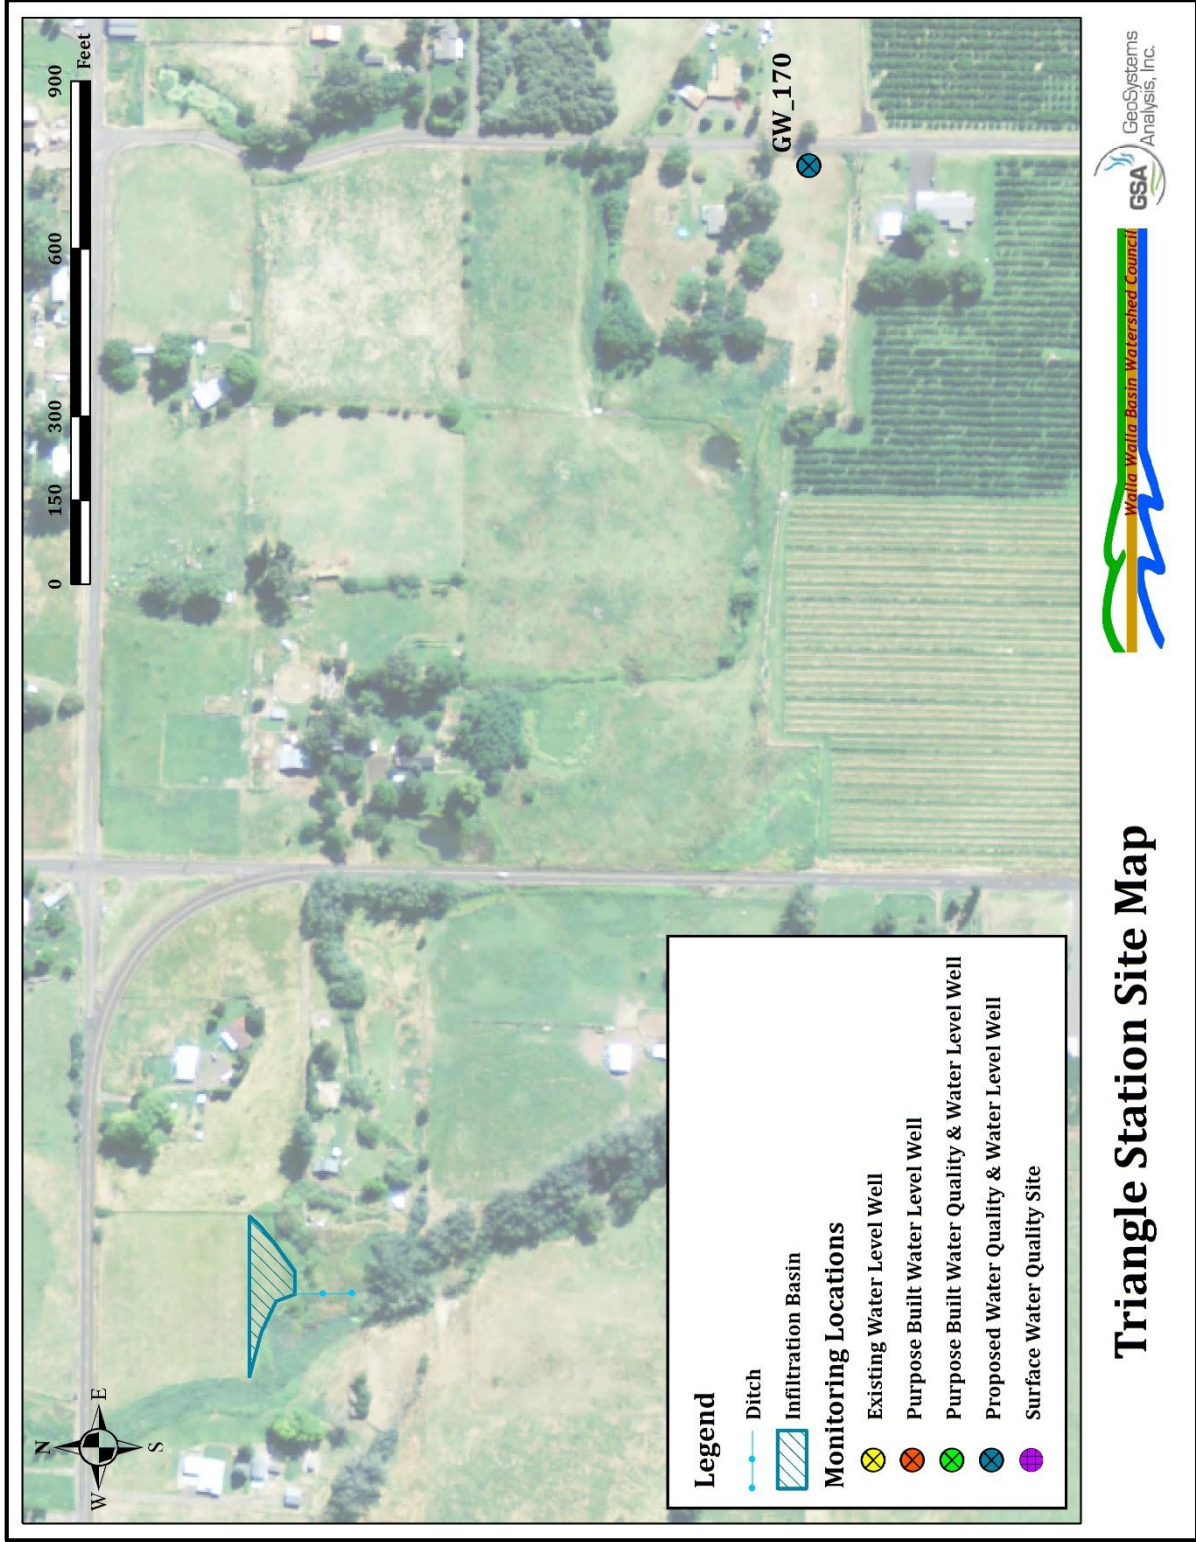 N
W E
S
0 150 300 600 900
Feet
GW_170
Legend
Ditch
Infiltration Basin
Monitoring Locations
Existing Water Level Well
Purpose Built Water Level Well
Purpose Built Water Quality & Water Level Well
Proposed Water Quality & Water Level Well
Surface Water Quality Site
Triangle Station Site Map
Walla Walla Basin Watershed Council
GSA
GeoSystems
Analysis, Inc.